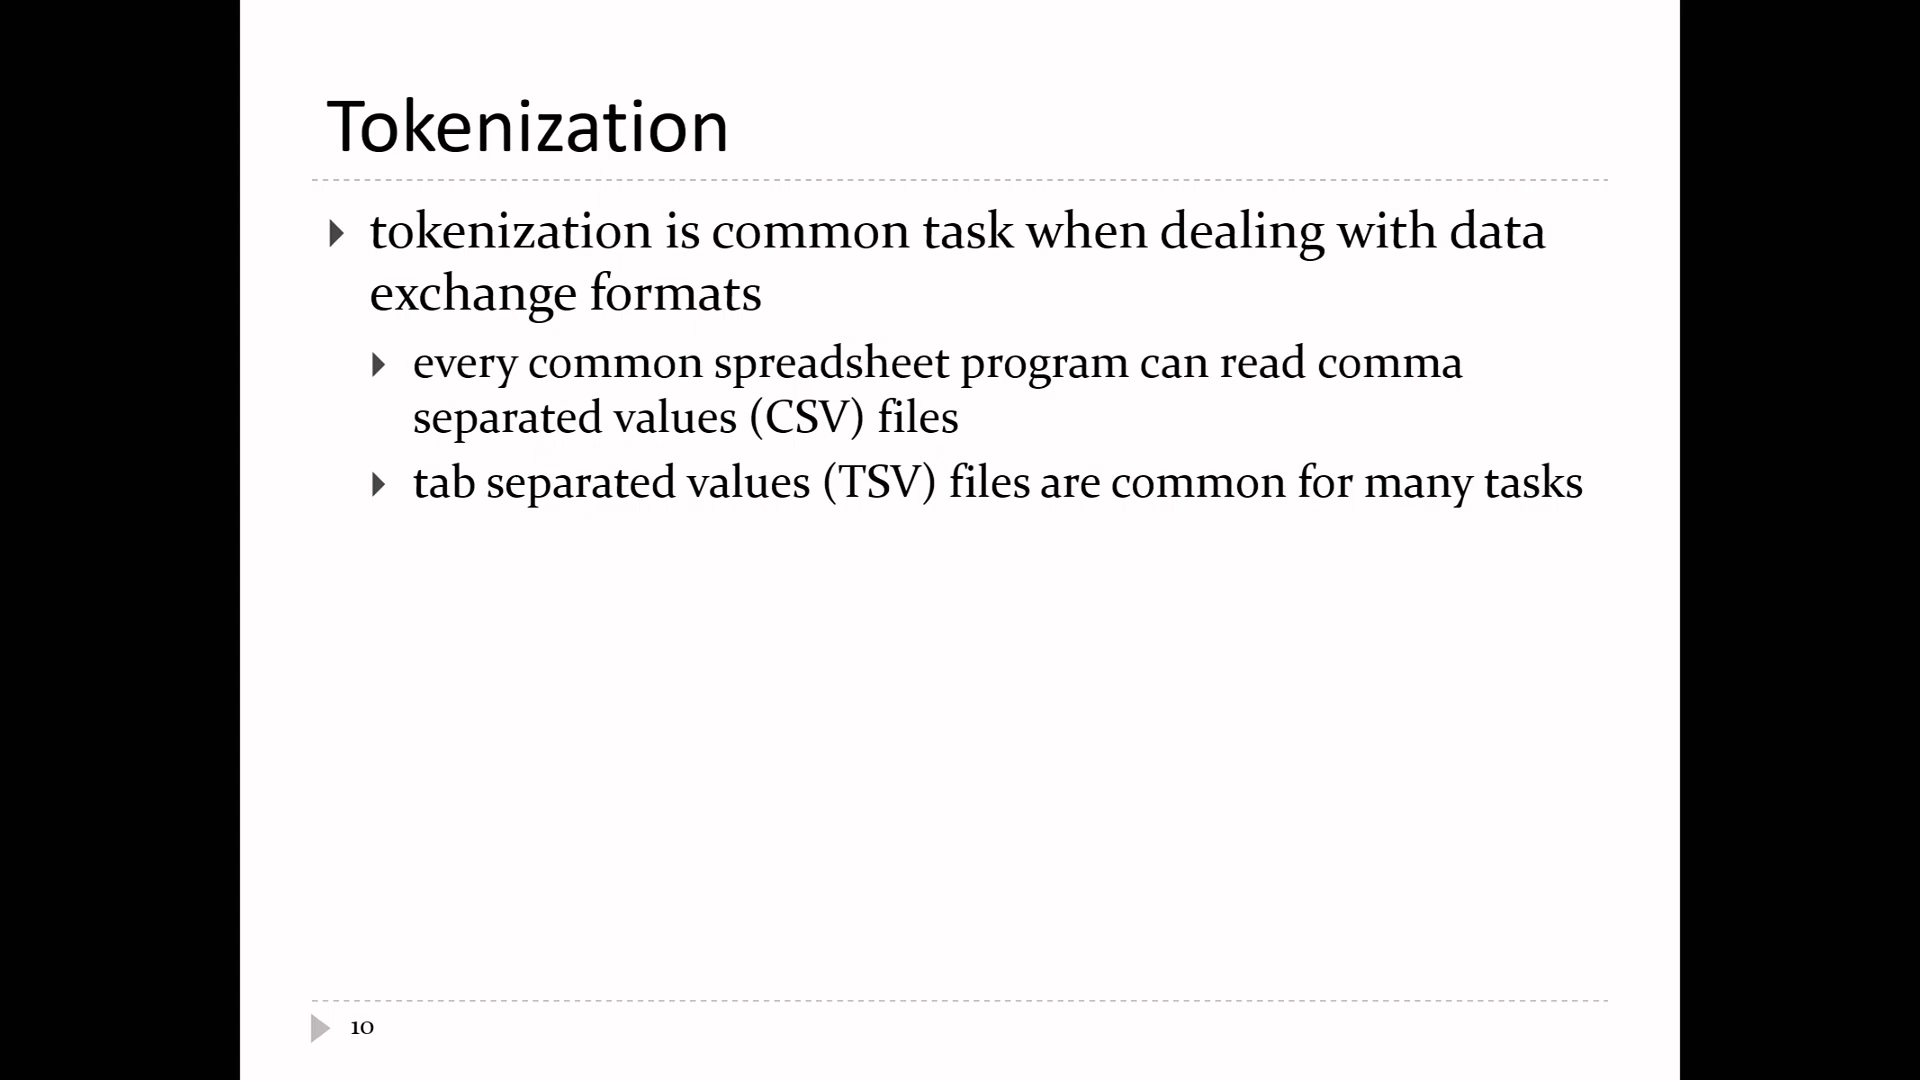 Tokenization
tokenization is common task when dealing with data
exchange formats
every common spreadsheet program can read comma
separated values (CSV) files
tab separated values (TSV) files are common for many tasks
10